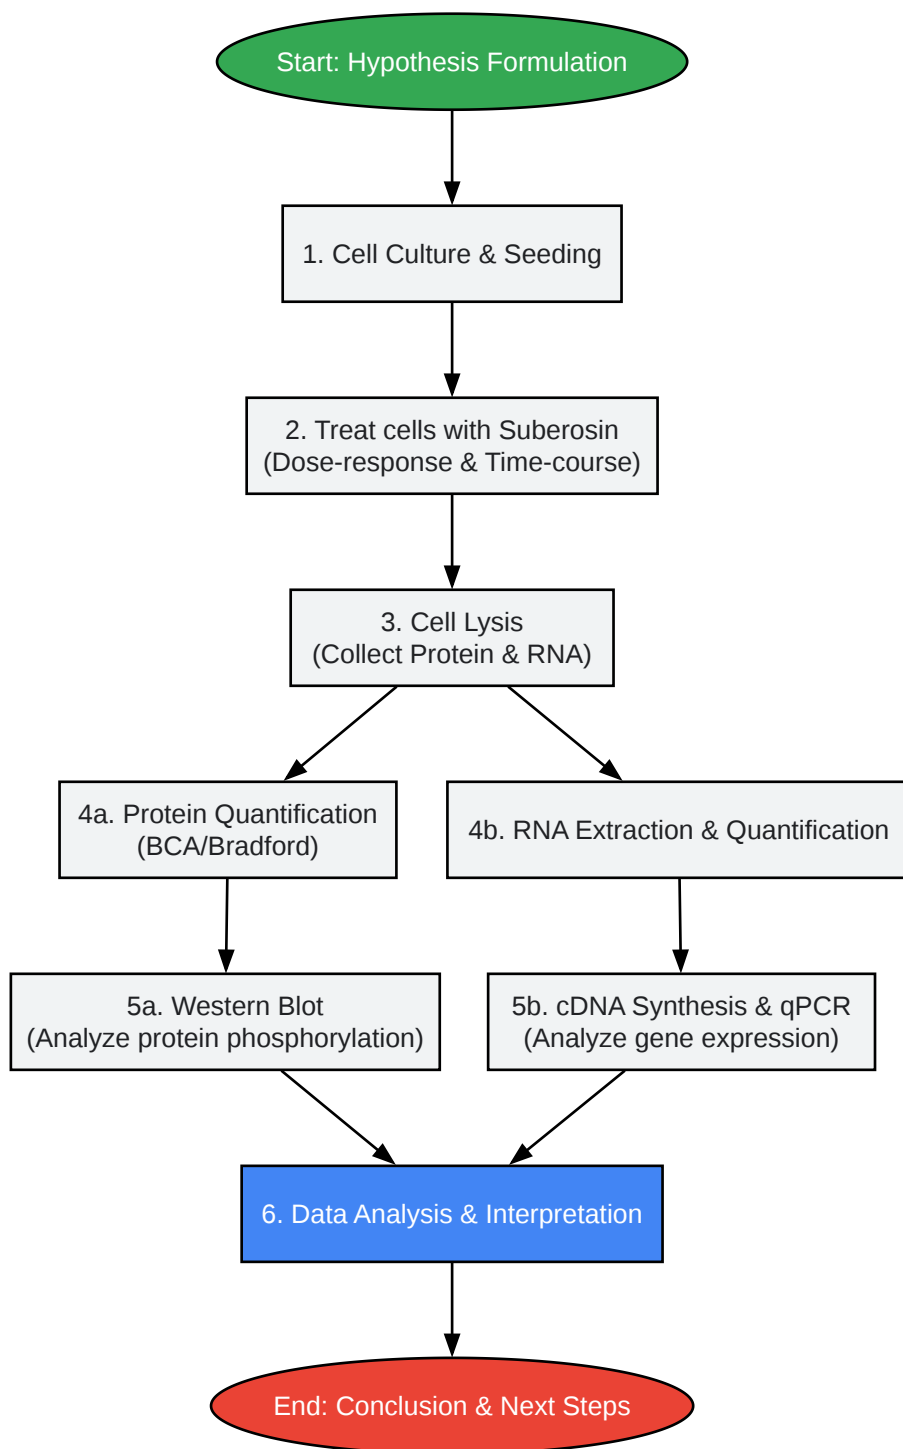 Start: Hypothesis Formulation
1. Cell Culture & Seeding
2. Treat cells with Suberosin
(Dose-response & Time-course)
3. Cell Lysis
(Collect Protein & RNA)
4a. Protein Quantification
(BCA/Bradford)
4b. RNA Extraction & Quantification
5a. Western Blot
(Analyze protein phosphorylation)
5b. cDNA Synthesis & qPCR
(Analyze gene expression)
6. Data Analysis & Interpretation
End: Conclusion & Next Steps